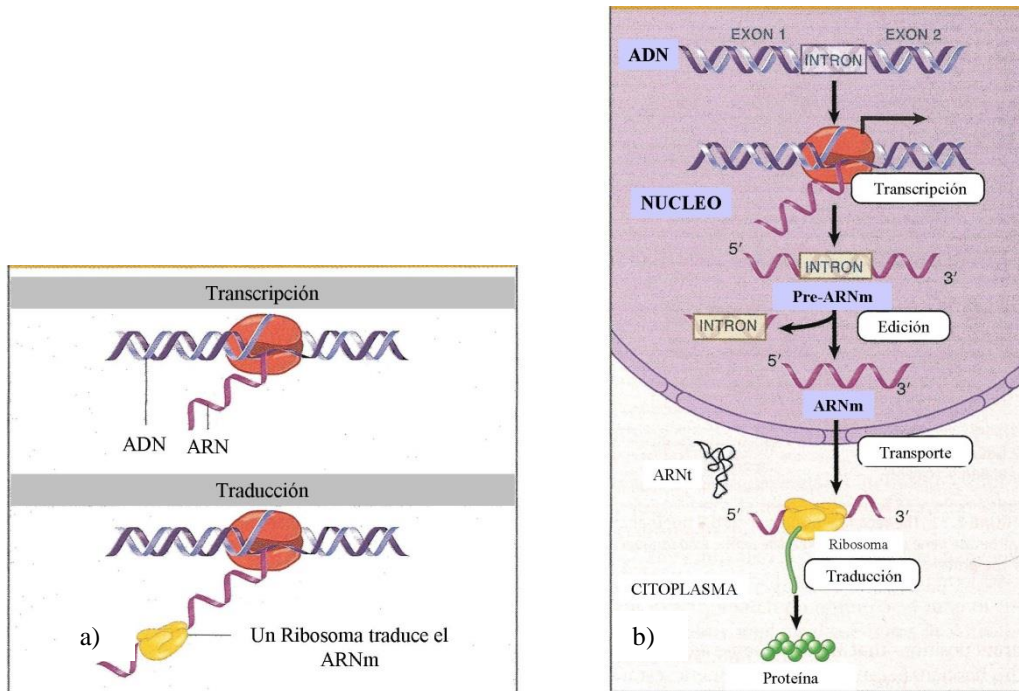 Transcripción
ADN
ARN
Traducción
a)
Un Ribosoma traduce el
ARNm
EXON 1
EXON 2
ADN
INTRON
Transcripción
NUCLEO
5′
INTRON
3′
Pre-ARNm
INTRON
Edición
5′
3′
ARNm
Transporte
ARNt
5′
3′
Ribosoma
Traducción
CITOPLASMA
b)
Proteína